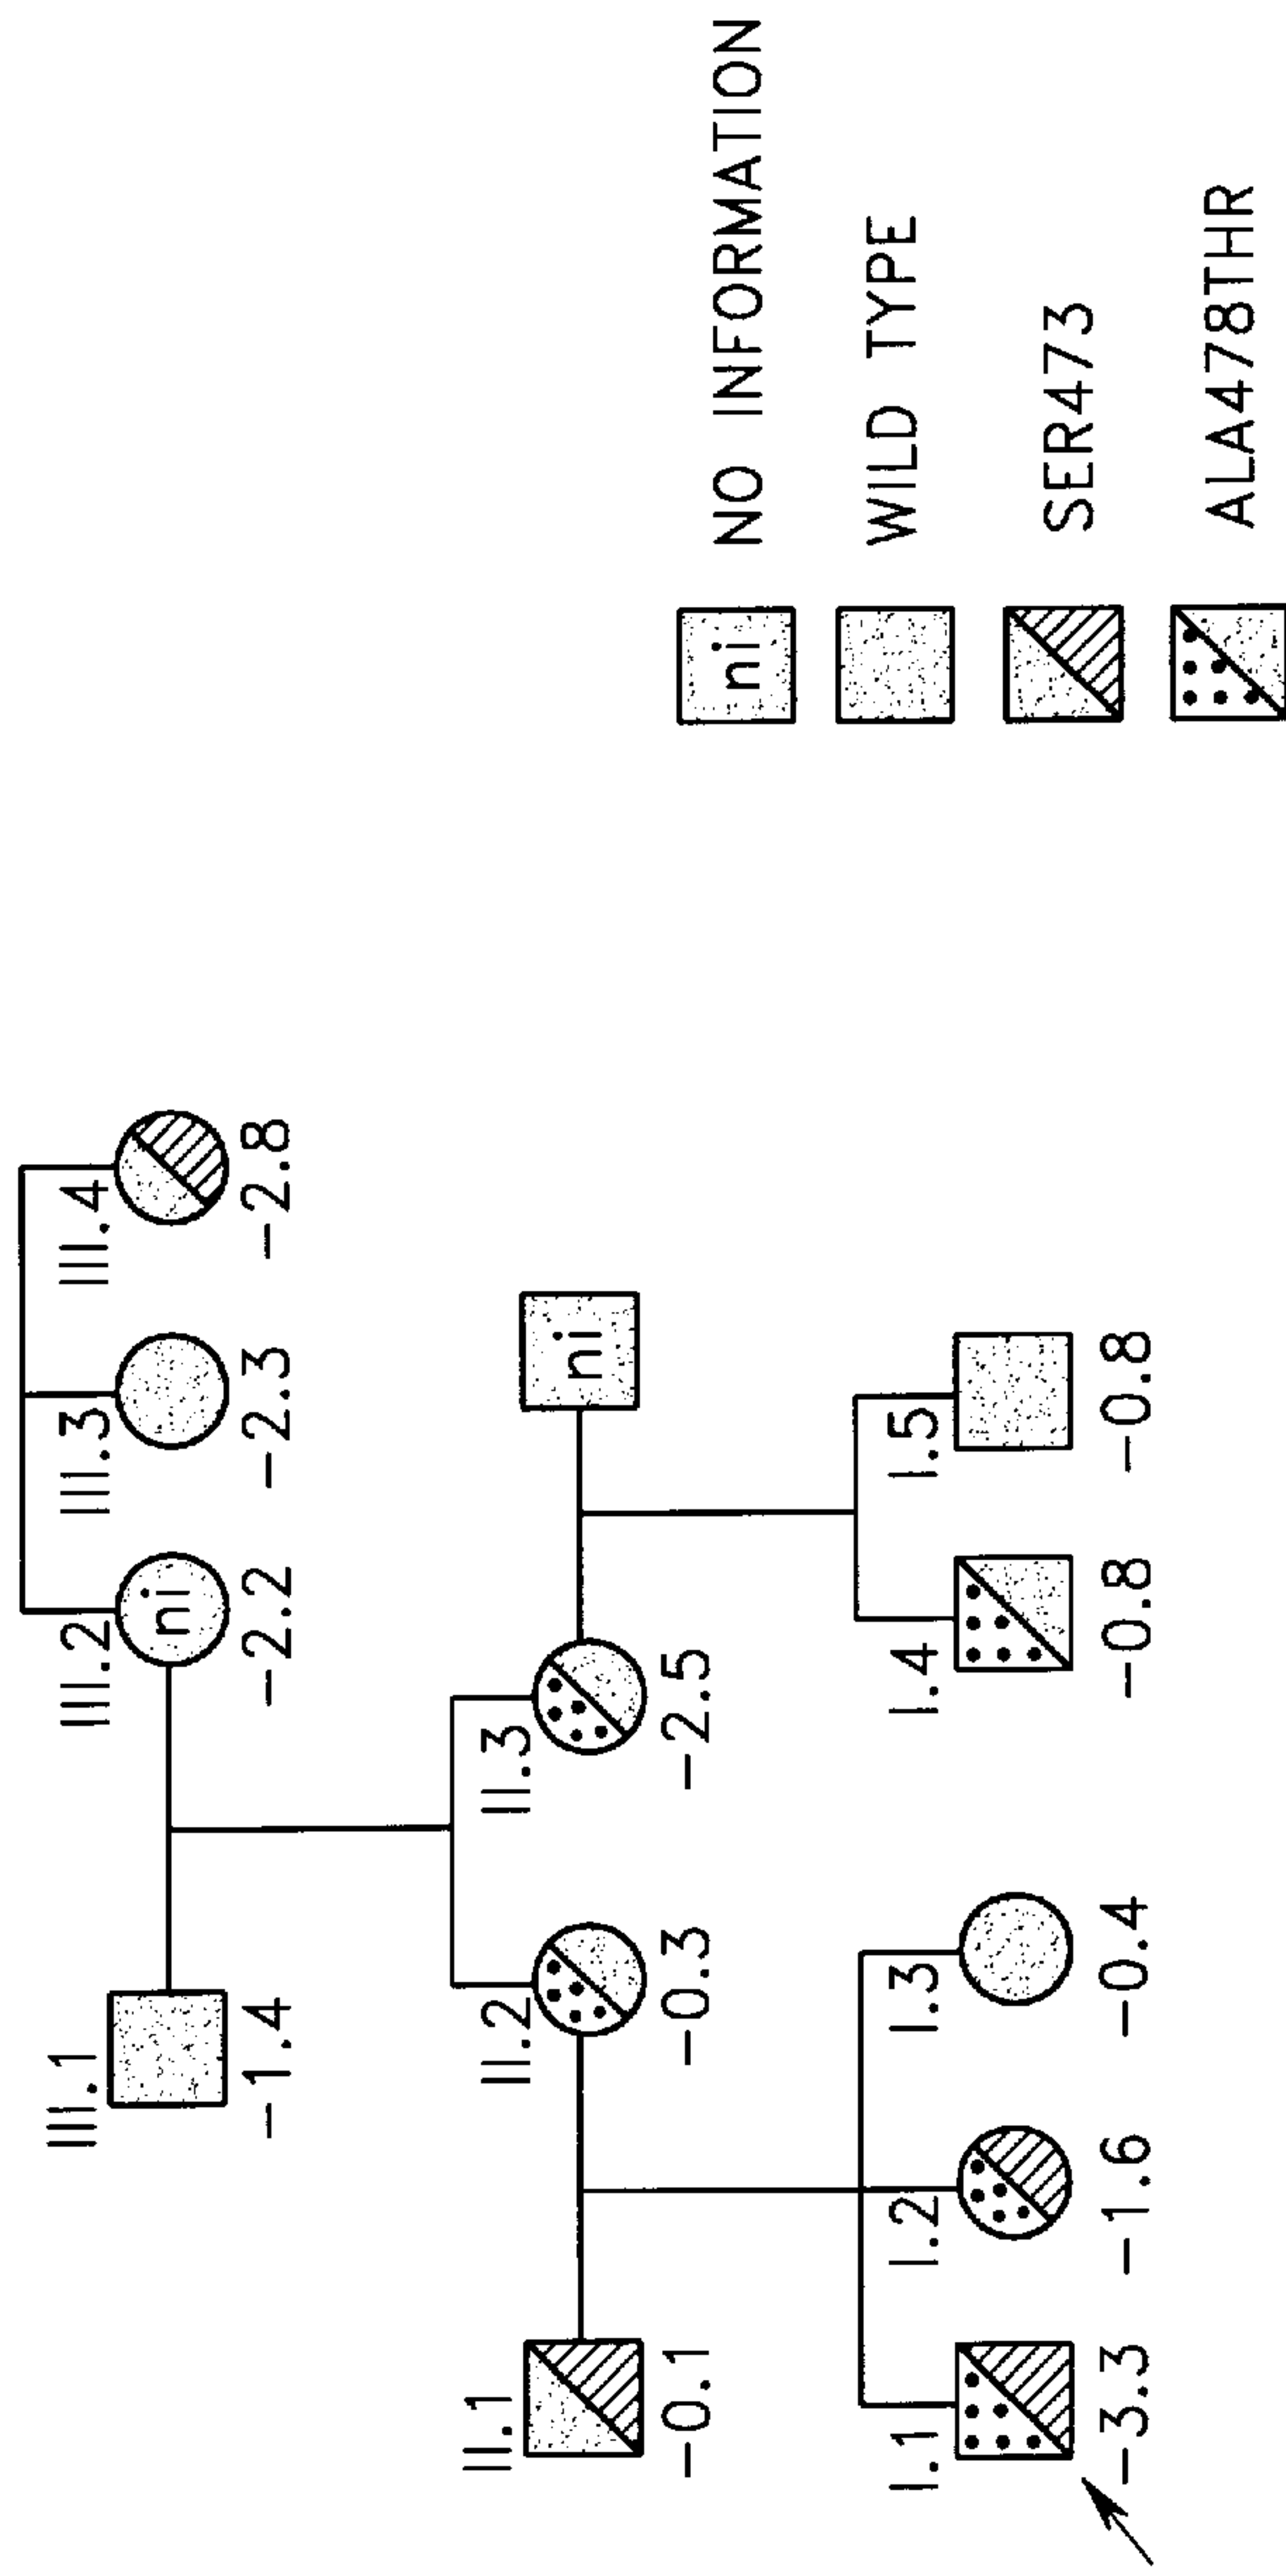 III.1
III.2
III.3
III.4
ni
-1.4
-2.2
-2.3
-2.8
II.1
II.2
II.3
ni
-0.1
-0.3
-2.5
I.1
I.2
I.3
I.4
I.5
-3.3
-1.6
-0.4
-0.8
-0.8
ni NO INFORMATION
WILD TYPE
SER473
ALA478THR